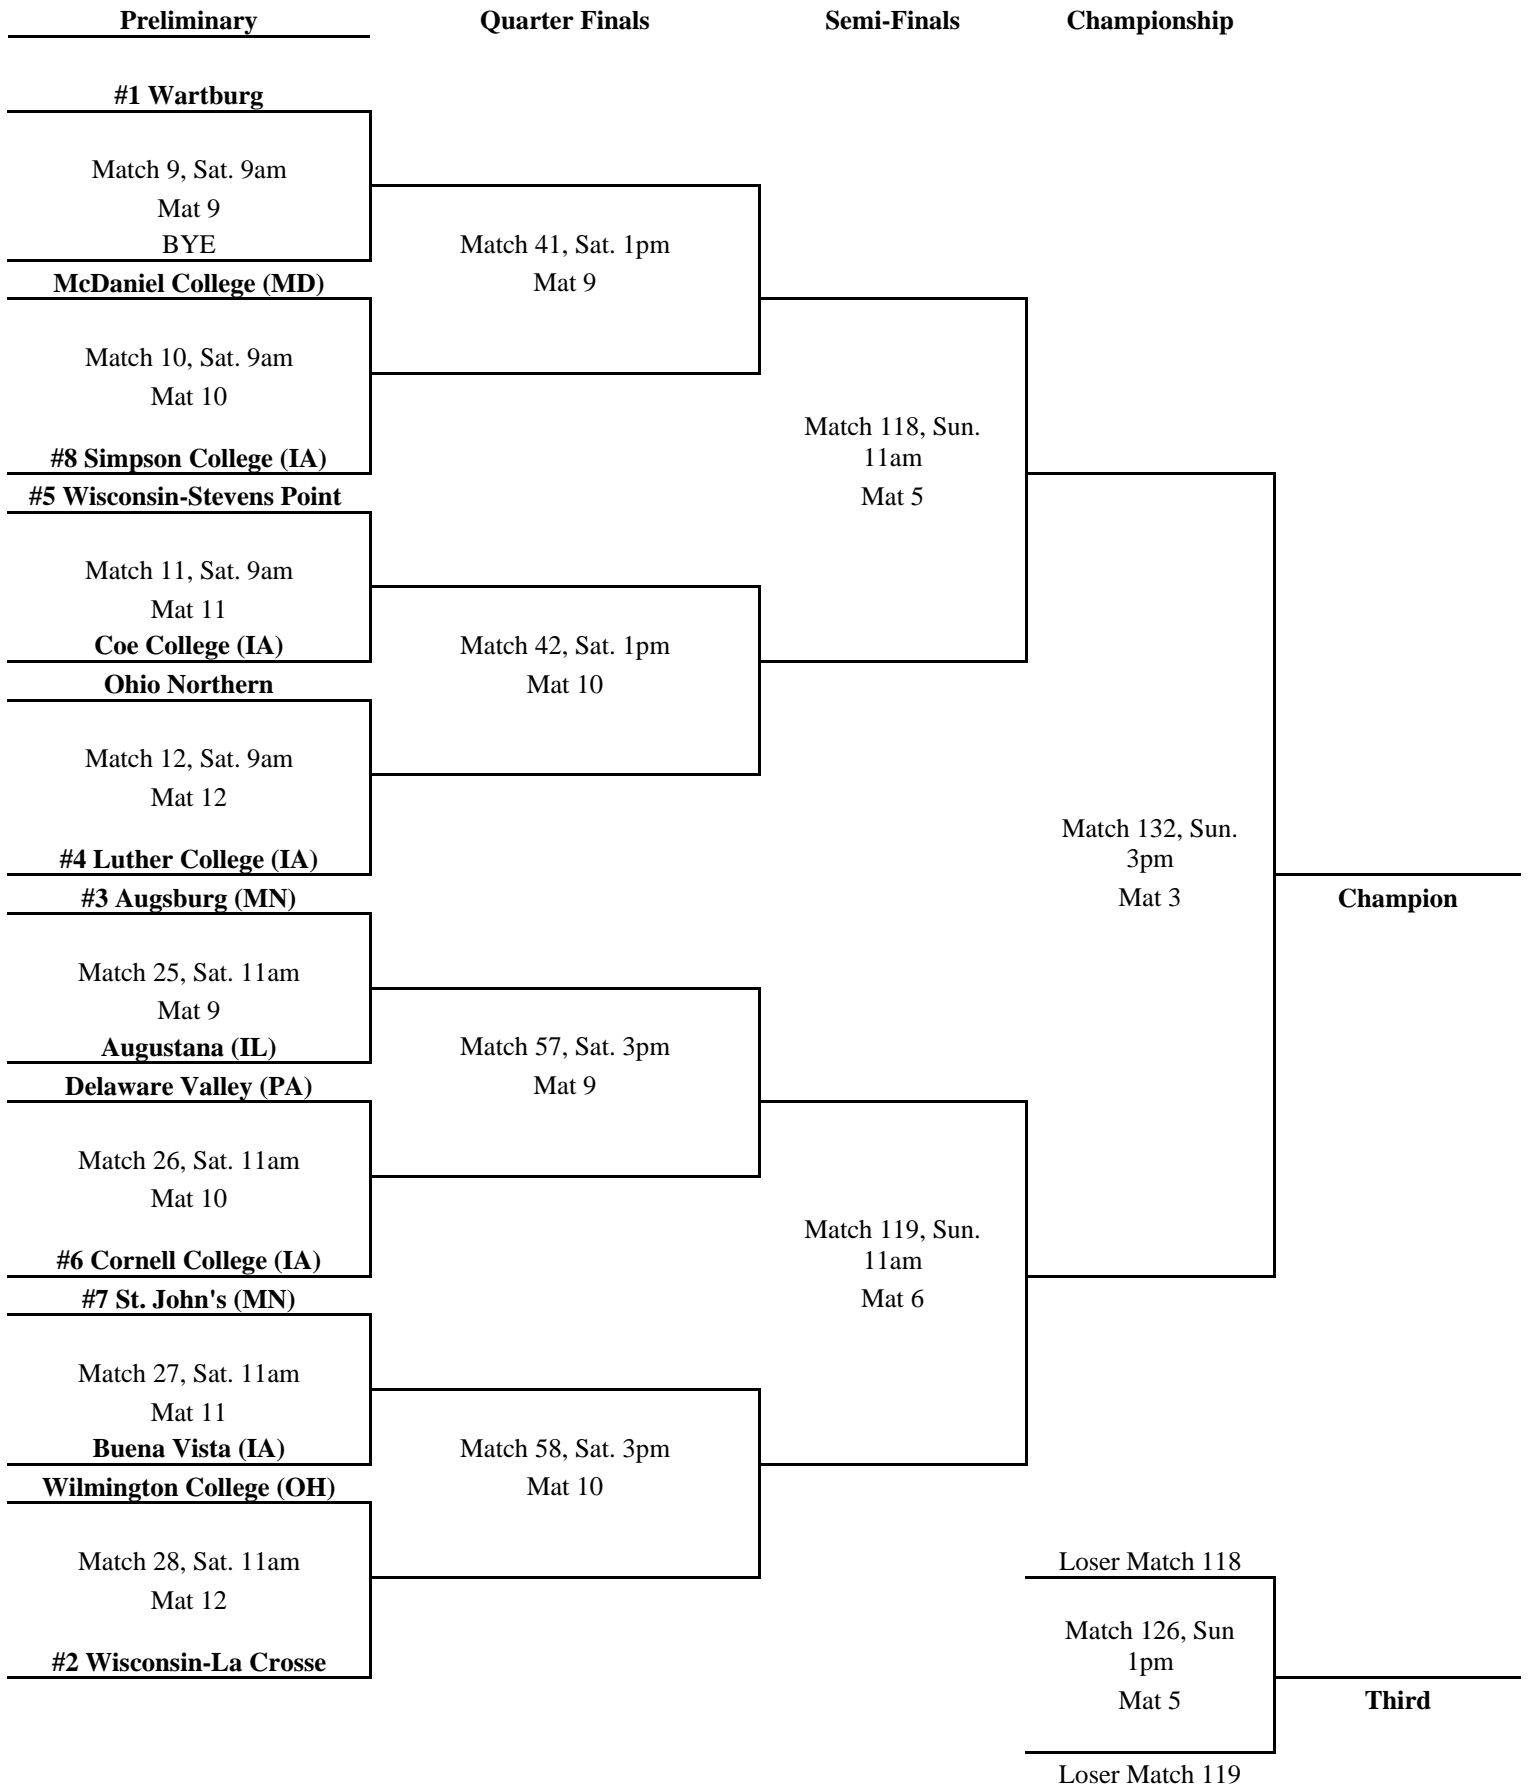 Preliminary Quarter Finals Semi-Finals Championship
#1 Wartburg
Match 9, Sat. 9am
Mat 9
BYE
McDaniel College (MD)
Match 10, Sat. 9am
Mat 10
#8 Simpson College (IA)
#5 Wisconsin-Stevens Point
Match 11, Sat. 9am
Mat 11
Coe College (IA)
Ohio Northern
Match 12, Sat. 9am
Mat 12
#4 Luther College (IA)
#3 Augsburg (MN)
Match 25, Sat. 11am
Mat 9
Augustana (IL)
Delaware Valley (PA)
Match 26, Sat. 11am
Mat 10
#6 Cornell College (IA)
#7 St. John's (MN)
Match 27, Sat. 11am
Mat 11
Buena Vista (IA)
Wilmington College (OH)
Match 28, Sat. 11am
Mat 12
#2 Wisconsin-La Crosse
Match 41, Sat. 1pm
Mat 9
Match 42, Sat. 1pm
Mat 10
Match 57, Sat. 3pm
Mat 9
Match 58, Sat. 3pm
Mat 10
Match 118, Sun.
11am
Mat 5
Match 119, Sun.
11am
Mat 6
Match 132, Sun.
3pm
Mat 3
Champion
Loser Match 118
Match 126, Sun
1pm
Mat 5
Third
Loser Match 119